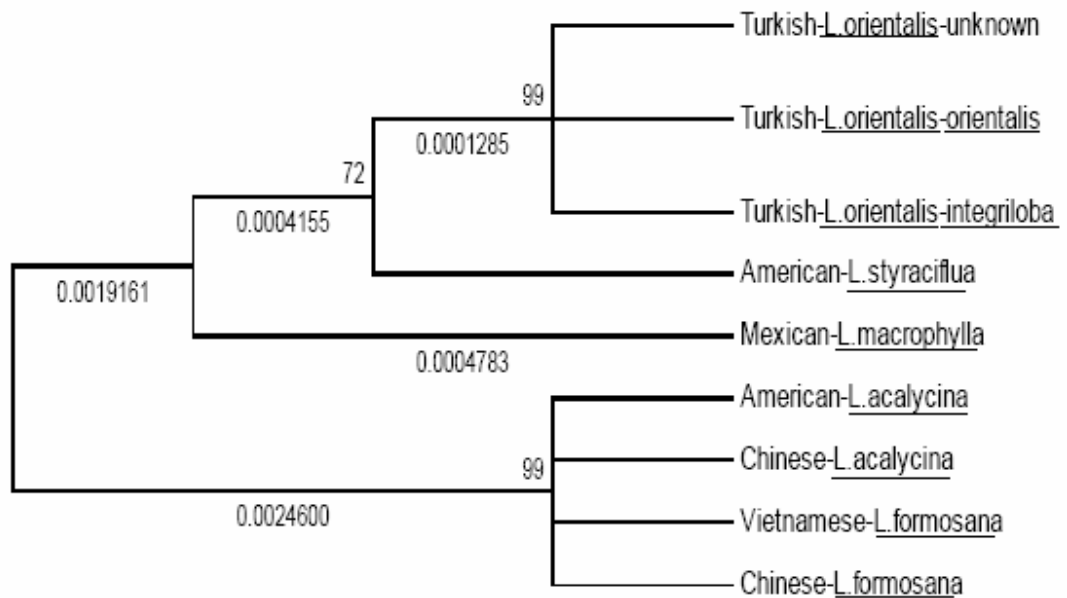 Turkish-L.orientalis-unknown
99
Turkish-L.orientalis-orientalis
0.0001285
72
Turkish-L.orientalis-integriloba
0.0004155
American-L.styraciflua
0.0019161
Mexican-L.macrophylla
0.0004783
American-L.acalycina
99
Chinese-L.acalycina
0.0024600
Vietnamese-L.formosana
Chinese-L.formosana